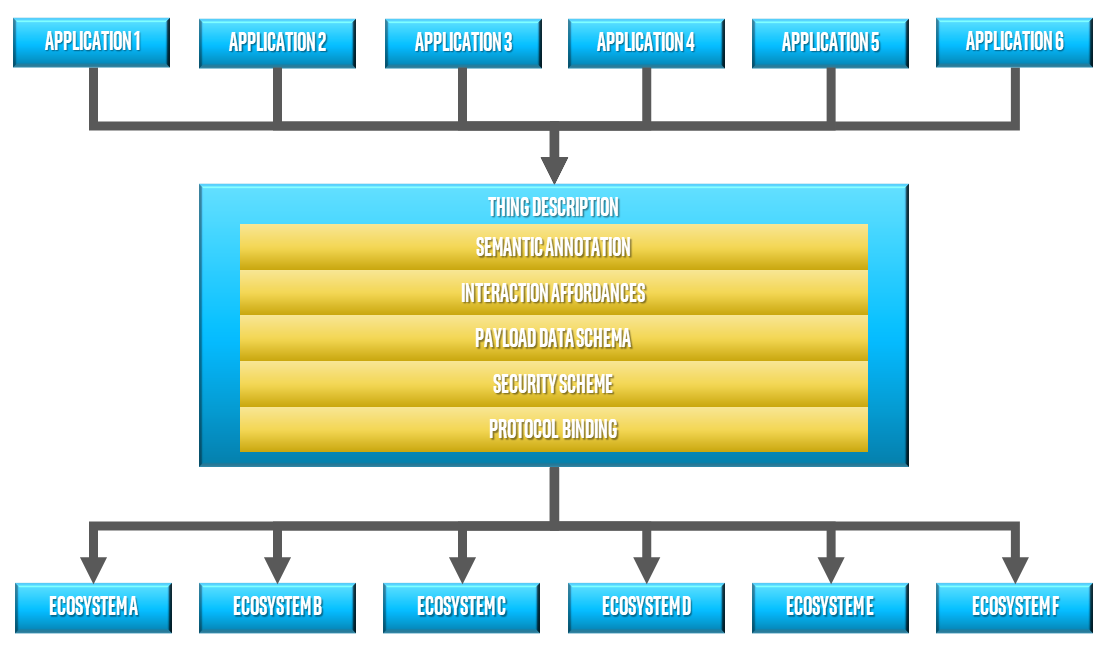 APPLICATION 1
APPLICATION 2
APPLICATION 3
APPLICATION 4
APPLICATION 5
APPLICATION 6
THING DESCRIPTION
SEMANTIC ANNOTATION
INTERACTION AFFORDANCES
PAYLOAD DATA SCHEMA
SECURITY SCHEME
PROTOCOL BINDING
ECOSYSTEM A
ECOSYSTEM B
ECOSYSTEM C
ECOSYSTEM D
ECOSYSTEM E
ECOSYSTEM F